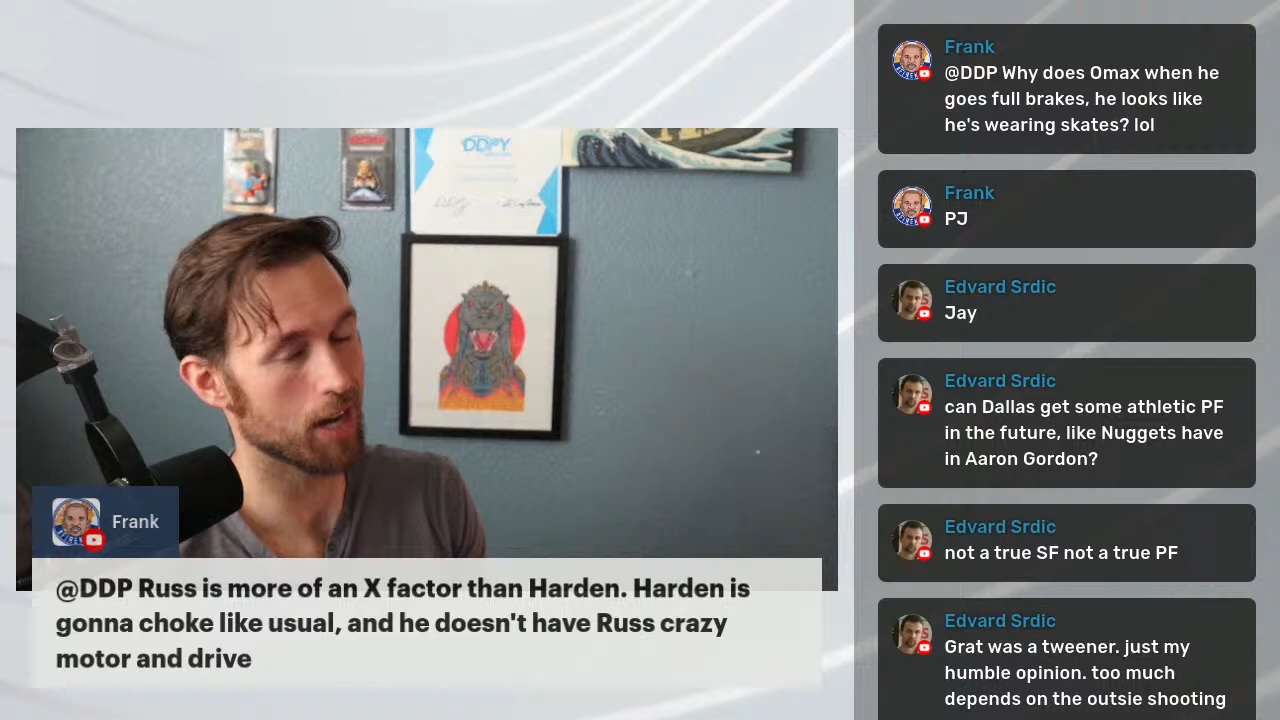 DDPY
Frank
@DDP Russ is more of an X factor than Harden. Harden is
gonna choke like usual, and he doesn't have Russ crazy
motor and drive
Frank
@DDP Why does Omax when he
goes full brakes, he looks like
he's wearing skates? lol
Frank
PJ
Edvard Srdic
Jay
Edvard Srdic
can Dallas get some athletic PF
in the future, like Nuggets have
in Aaron Gordon?
Edvard Srdic
not a true SF not a true PF
Edvard Srdic
Grat was a tweener. just my
humble opinion. too much
depends on the outsie shooting